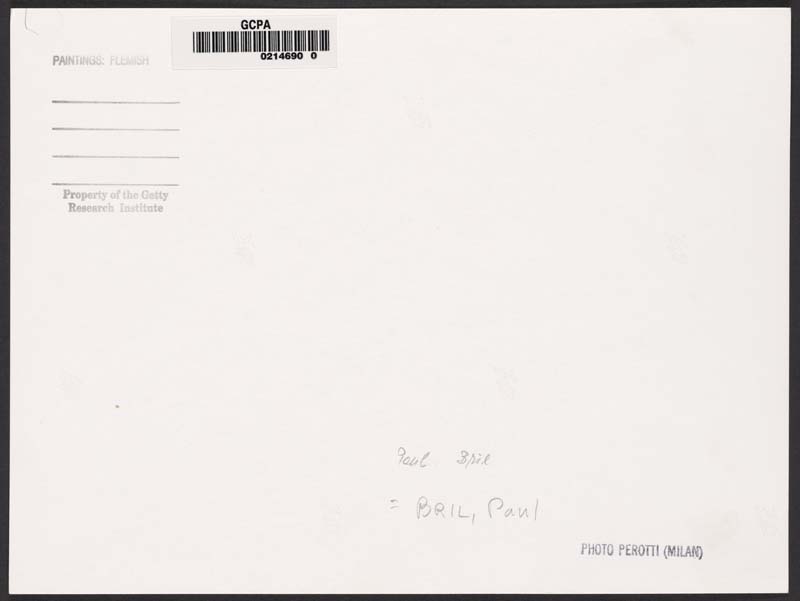 GCPA
0214690 0
PAINTINGS: FLEMISH
Property of the Getty
Research Institute
Paul Bril
= BRIL, Paul
PHOTO PEROTTI (MILAN)